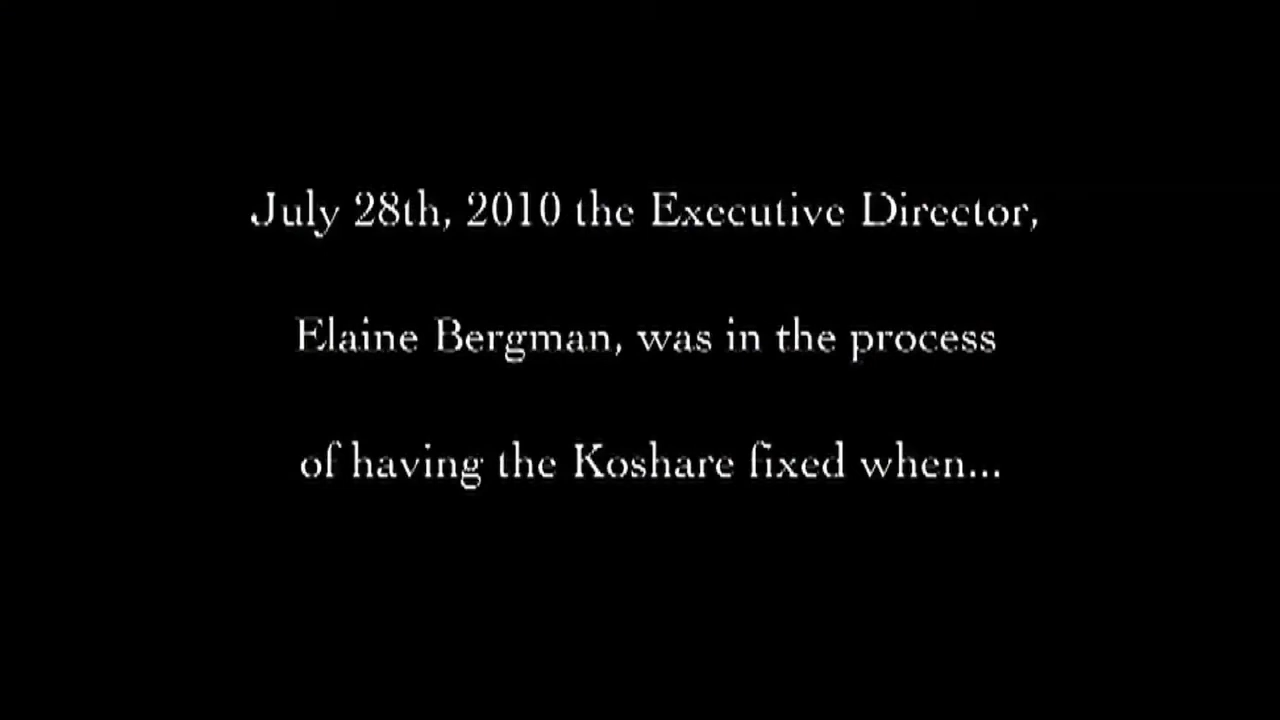 July 28th, 2010 the Executive Director,
Elaine Bergman, was in the process
of having the Koshare fixed when...